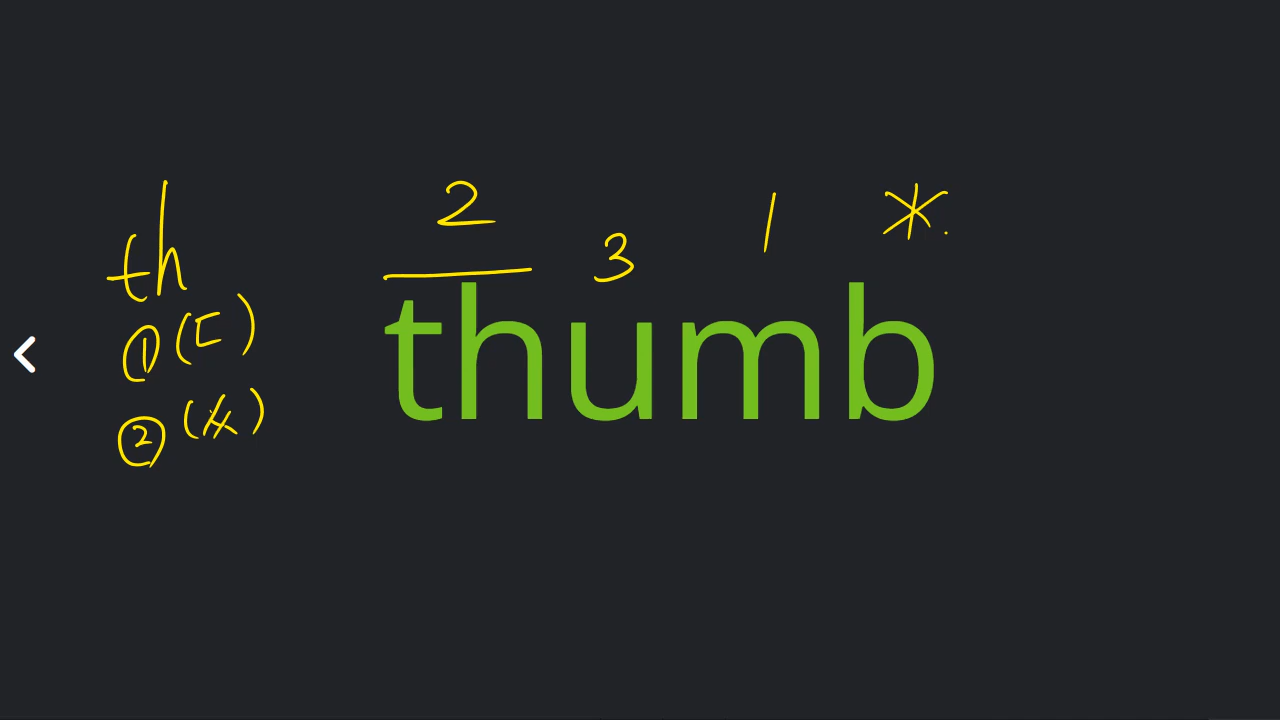 2 3 1 *
th thumb
① (ㄷ)
② (ㅆ)